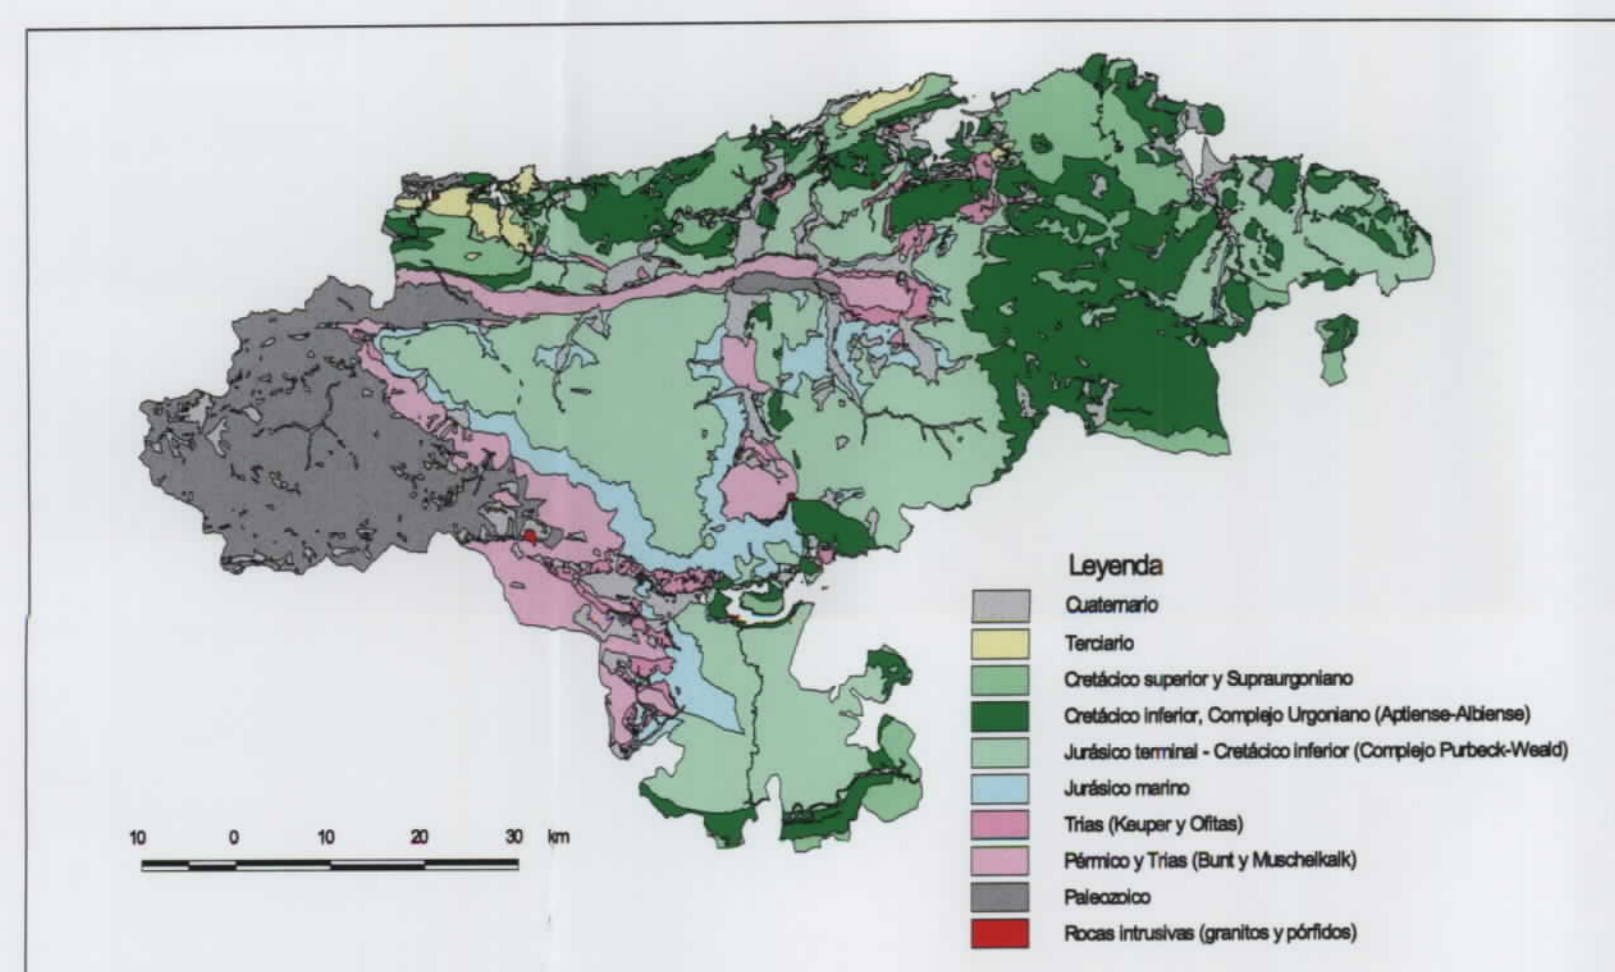 Leyenda
Cuaternario
Terciario
Cretácico superior y Supraurgoniano
Cretácico inferior, Complejo Urgoniano (Aptiense-Albiense)
Jurásico terminal - Cretácico inferior (Complejo Purbeck-Weald)
Jurásico marino
Trias (Keuper y Ofitas)
Pérmico y Trias (Bunt y Muschelkalk)
Paleozoico
Rocas intrusivas (granitos y pórfidos)
10 0 10 20 30 km